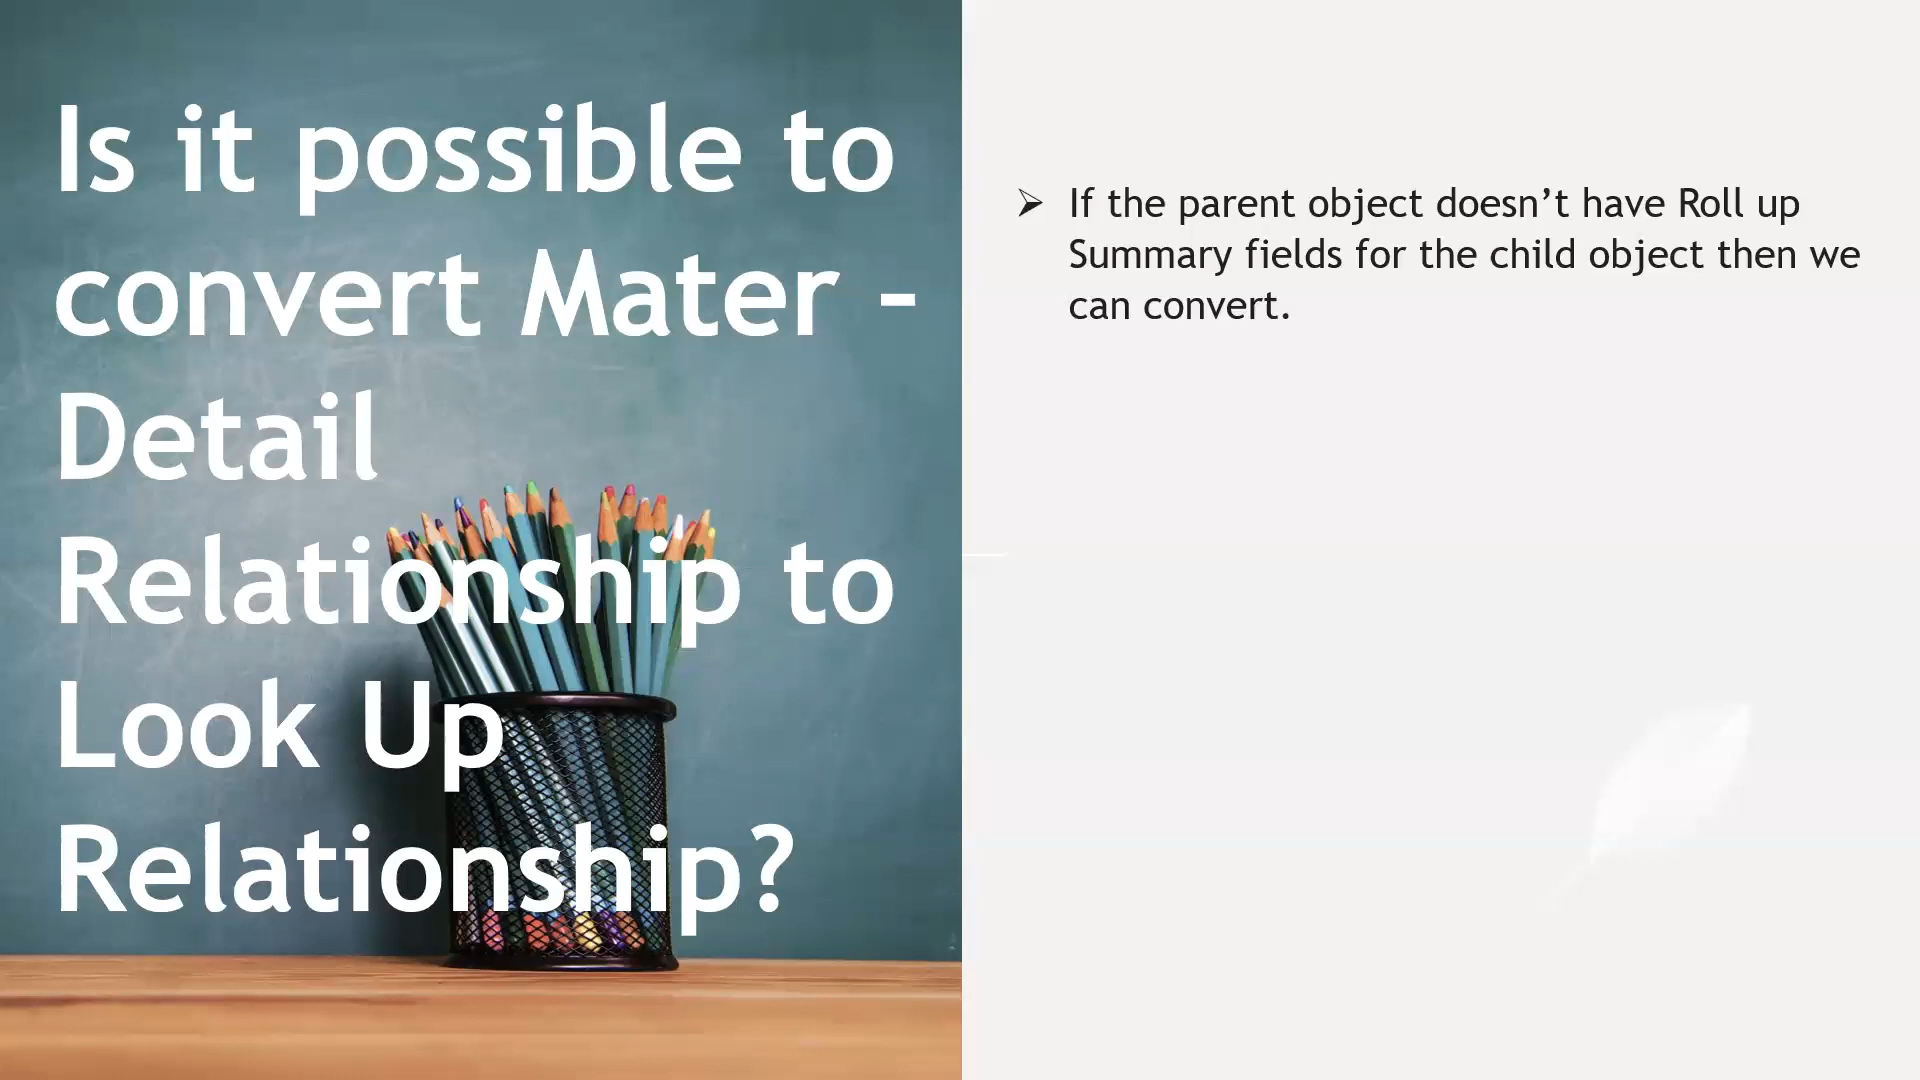 Is it possible to
convert Mater –
Detail
Relationship to
Look Up
Relationship?
➢ If the parent object doesn’t have Roll up
Summary fields for the child object then we
can convert.